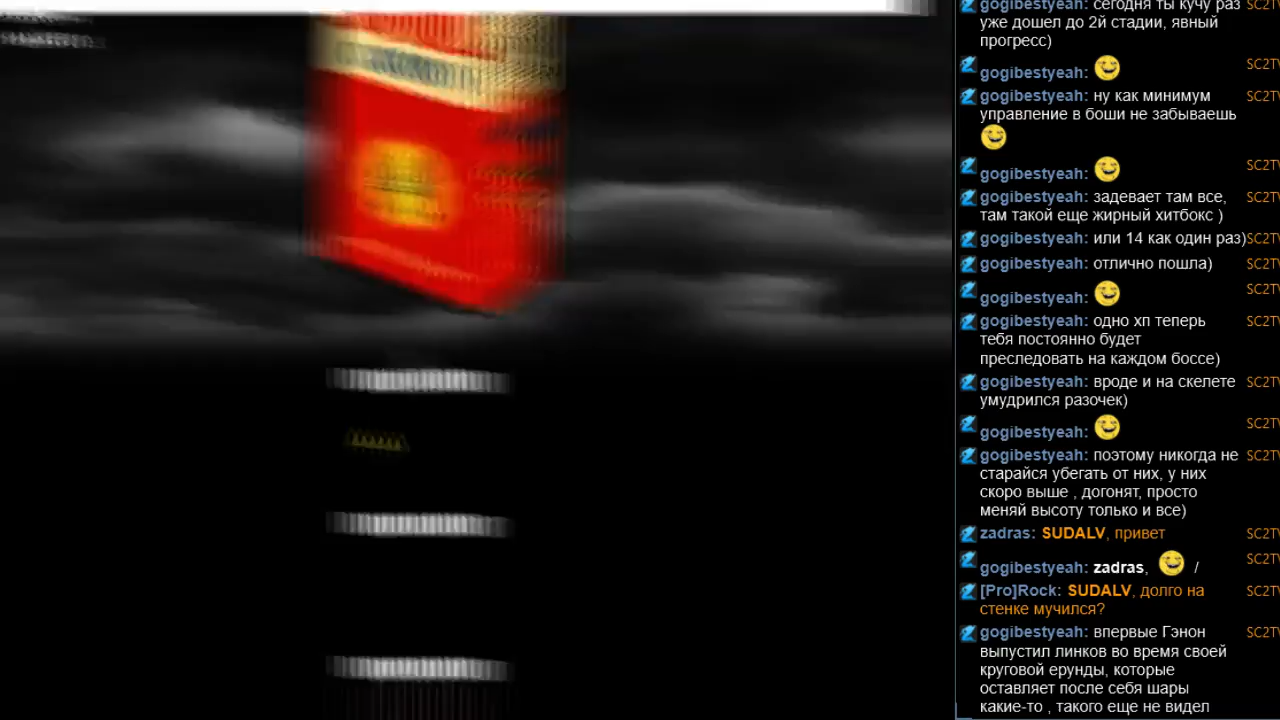 gogibestyeah: сегодня ты кучу раз SC2TV
уже дошел до 2й стадии, явный
прогресс)
gogibestyeah: SC2TV
gogibestyeah: ну как минимум SC2TV
управление в боши не забываешь
gogibestyeah: SC2TV
gogibestyeah: задевает там все, SC2TV
там такой еще жирный хитбокс )
gogibestyeah: или 14 как один раз) SC2TV
gogibestyeah: отлично пошла) SC2TV
gogibestyeah: SC2TV
gogibestyeah: одно хп теперь SC2TV
тебя постоянно будет
преследовать на каждом боссе)
gogibestyeah: вроде и на скелете SC2TV
умудрился разочек)
gogibestyeah: SC2TV
gogibestyeah: поэтому никогда не SC2TV
старайся убегать от них, у них
скоро выше , догонят, просто
меняй высоту только и все)
zadras: SUDALV, привет SC2TV
gogibestyeah: zadras, / SC2TV
[Pro]Rock: SUDALV, долго на SC2TV
стенке мучился?
gogibestyeah: впервые Гэнон SC2TV
выпустил линков во время своей
круговой ерунды, которые
оставляет после себя шары
какие-то , такого еще не видел